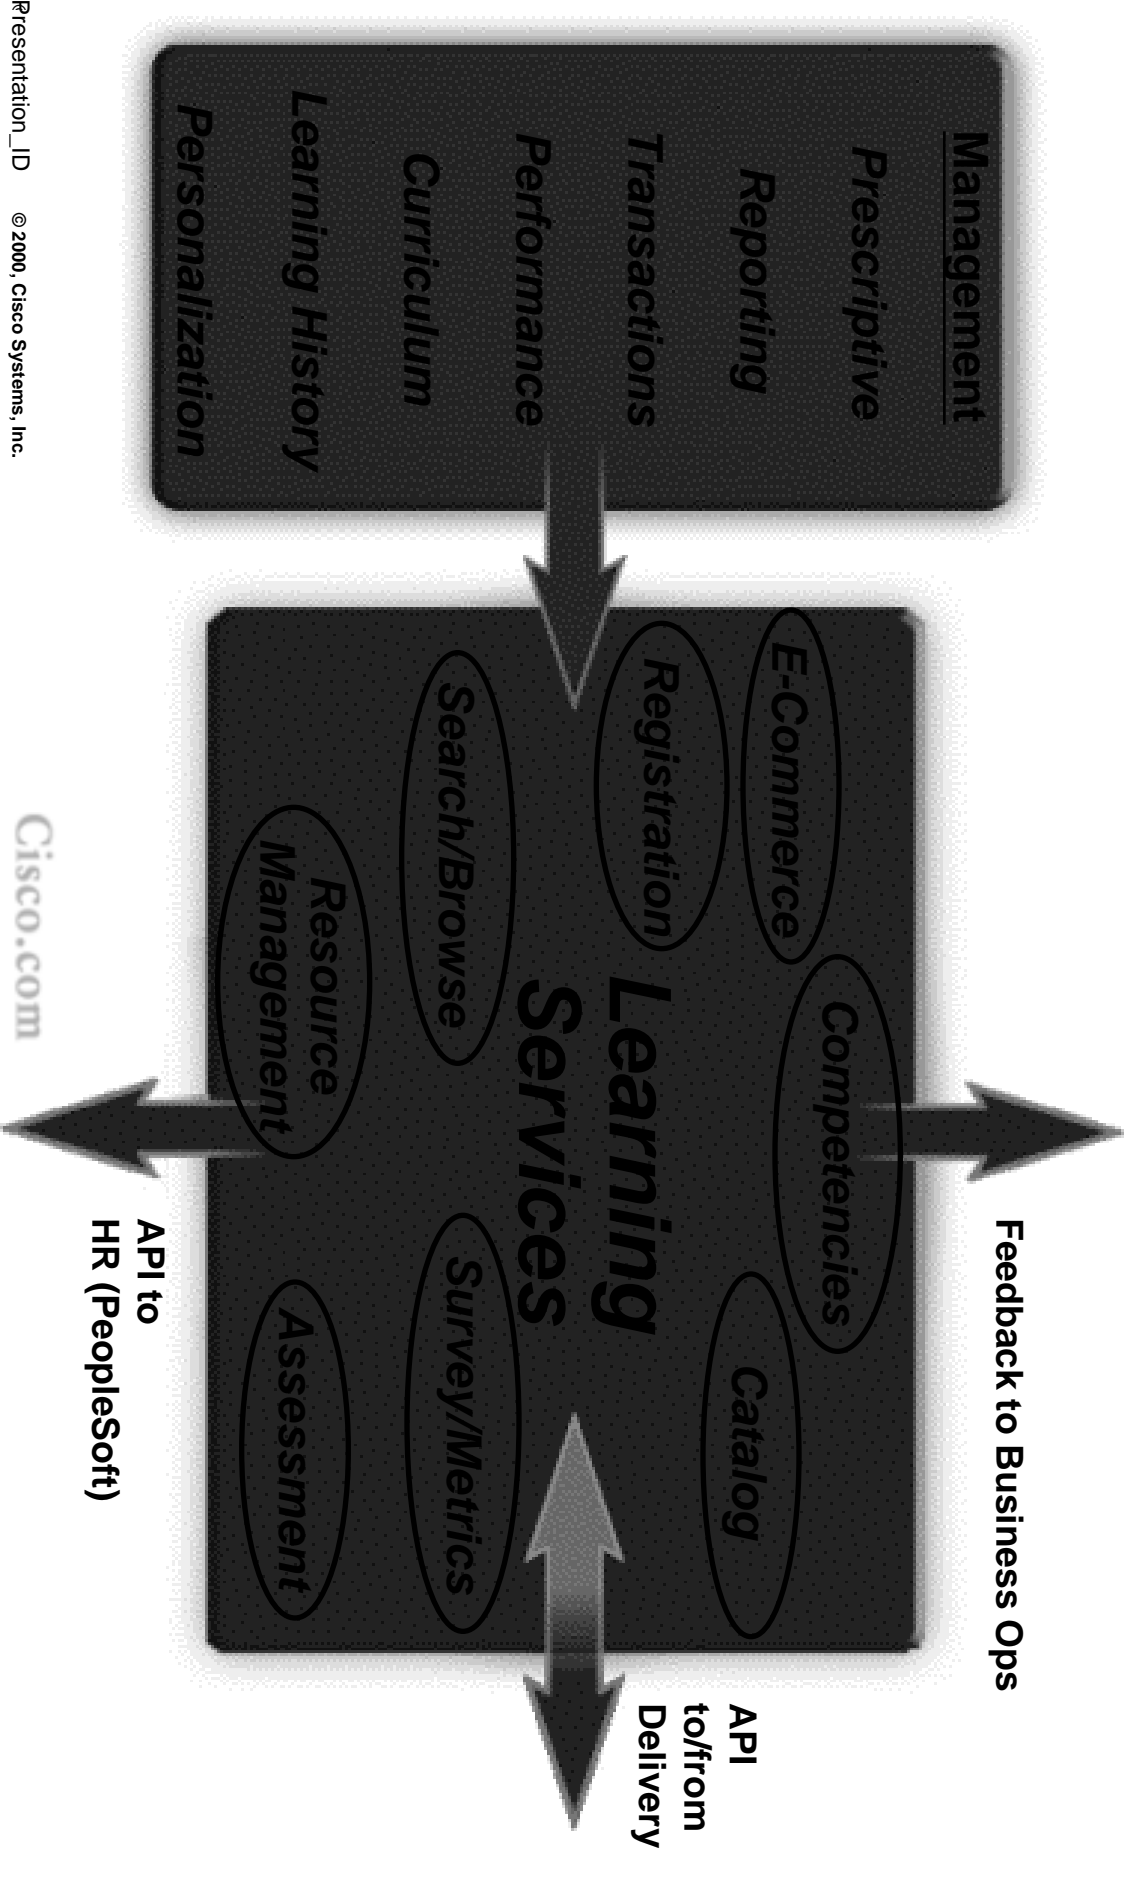 Feedback to Business Ops
Management
Prescriptive
Reporting
Transactions
Performance
Curriculum
Learning History
Personalization
Competencies
E-Commerce
Catalog
Registration
Learning
Services
Search/Browse
Survey/Metrics
Resource
Management
Assessment
API
to/from
Delivery
API to
HR (PeopleSoft)
Presentation_ID
© 2000, Cisco Systems, Inc.
Cisco.com